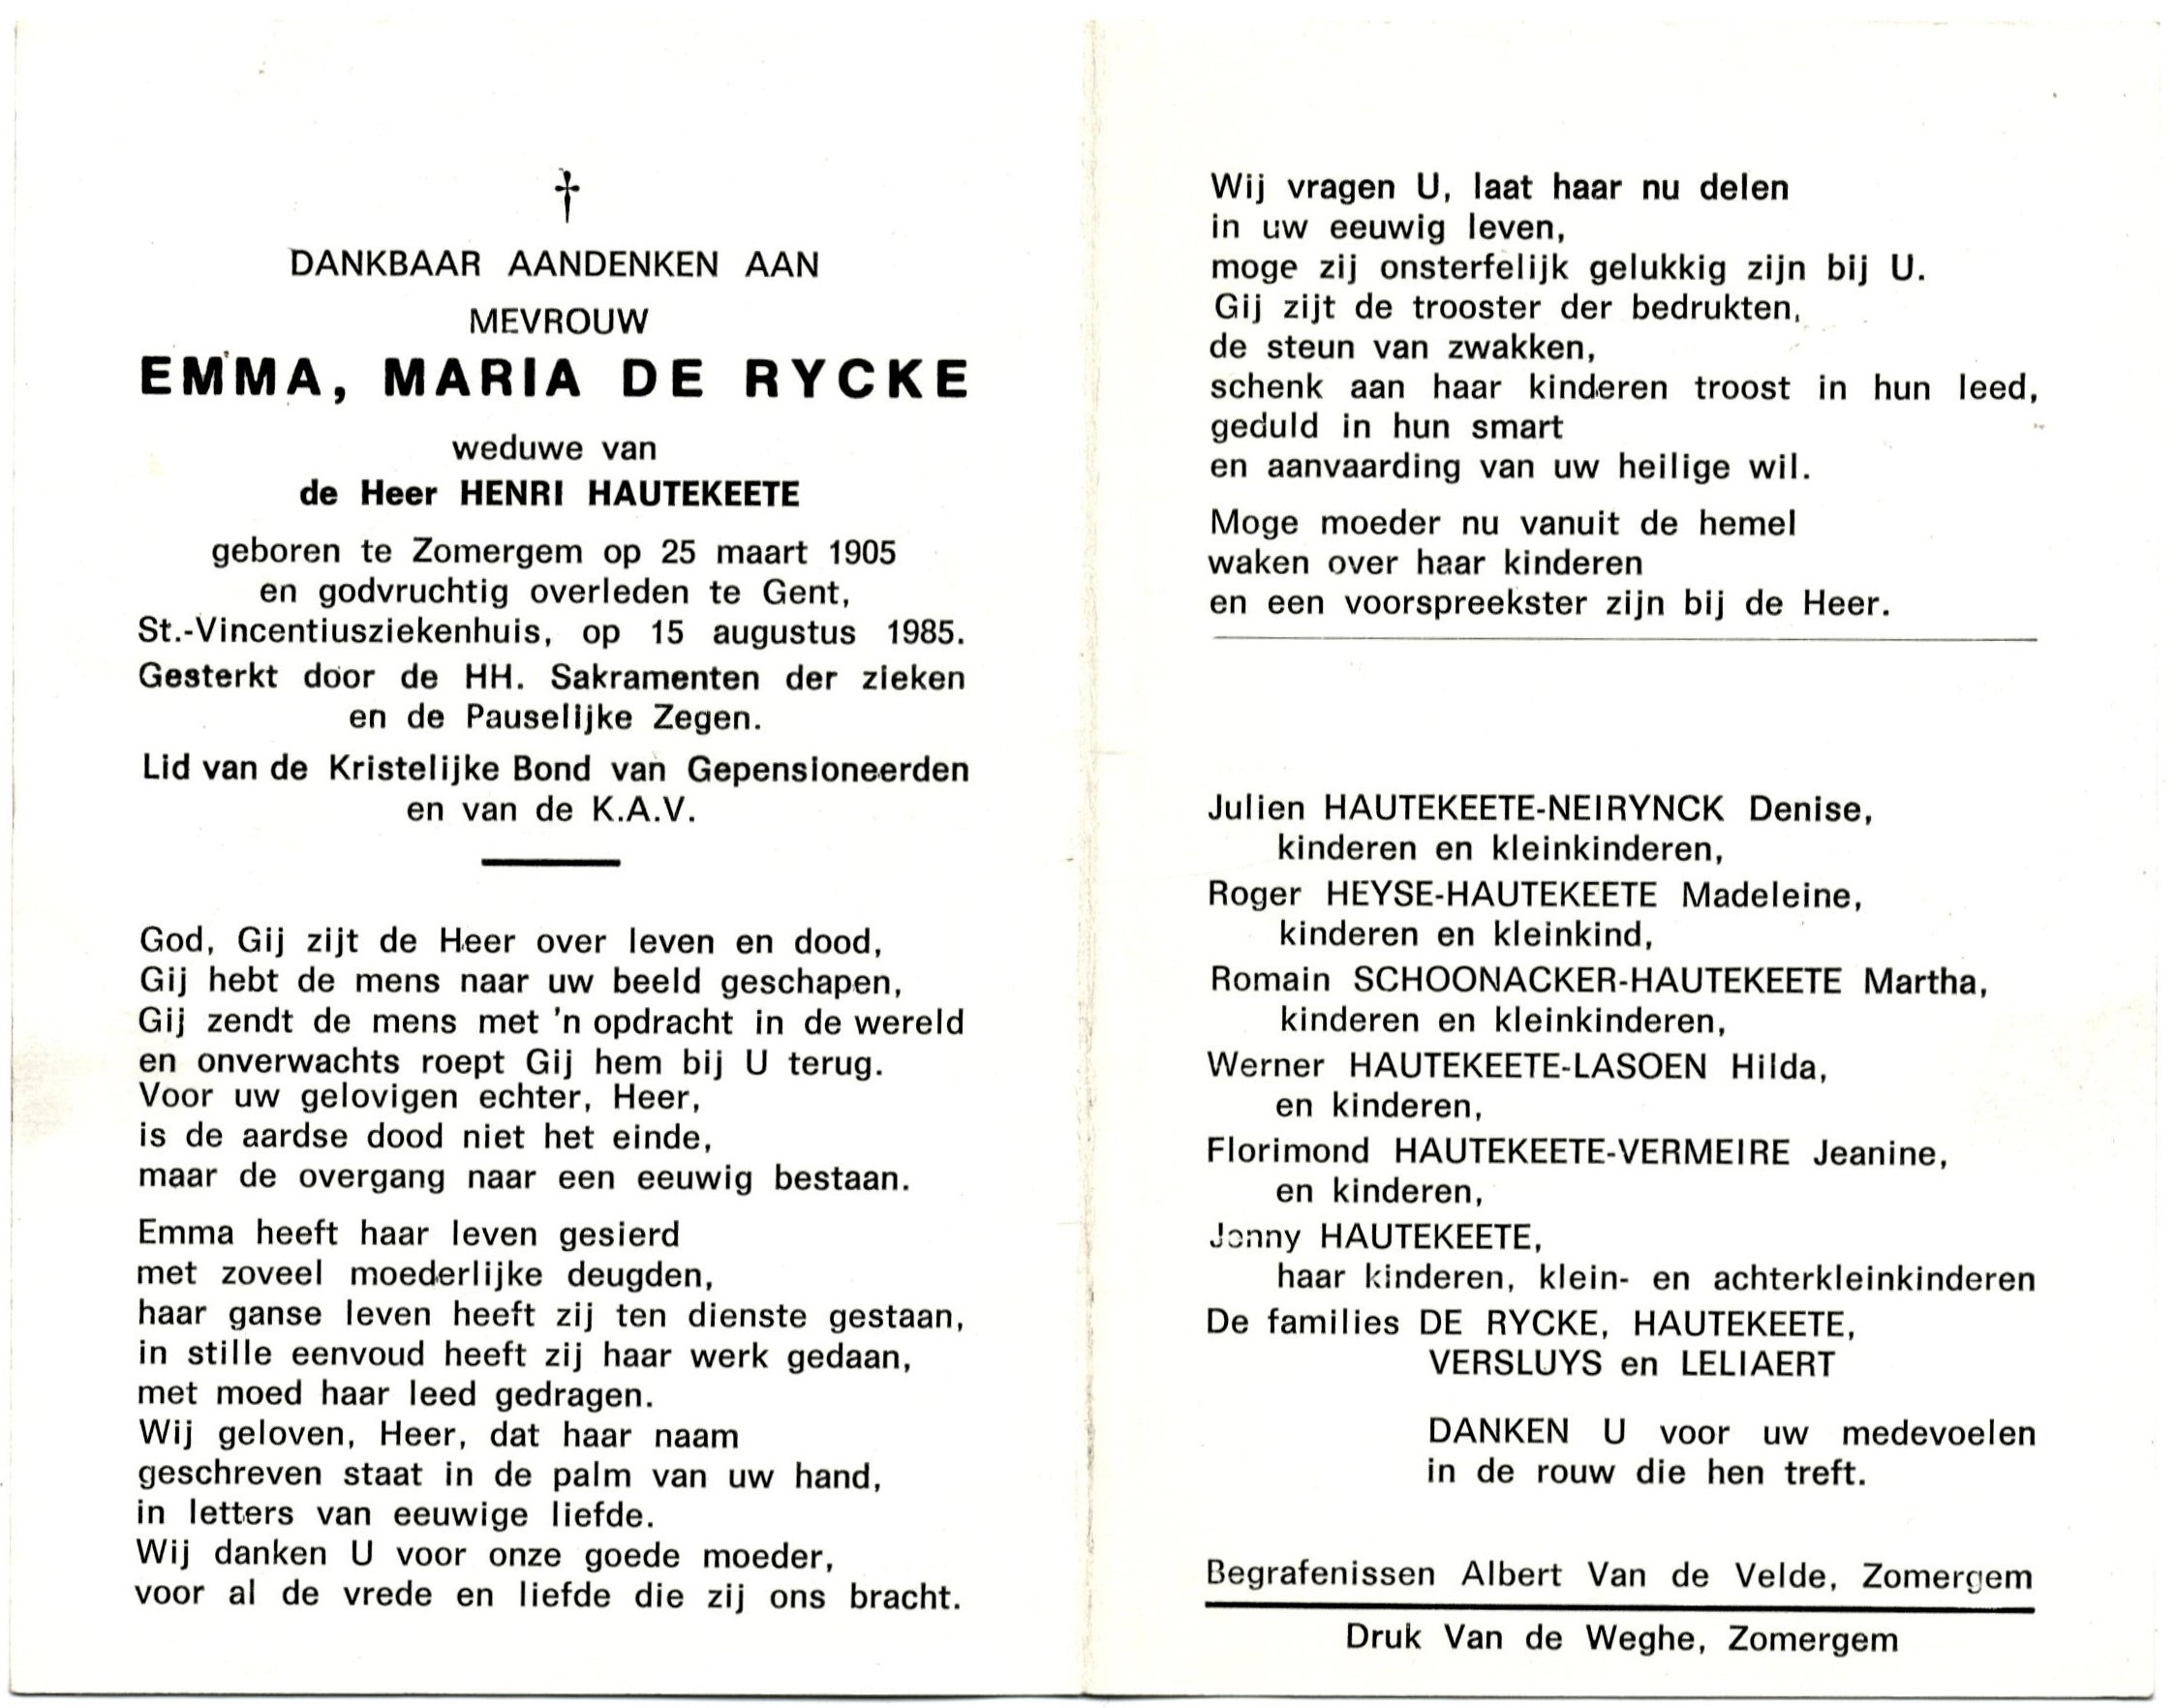 †
DANKBAAR AANDENKEN AAN
MEVROUW
EMMA, MARIA DE RYCKE
weduwe van
de Heer HENRI HAUTEKEETE
geboren te Zomergem op 25 maart 1905
en godvruchtig overleden te Gent,
St.-Vincentiusziekenhuis, op 15 augustus 1985.
Gesterkt door de HH. Sakramenten der zieken
en de Pauselijke Zegen.
Lid van de Kristelijke Bond van Gepensioneerden
en van de K.A.V.
God, Gij zijt de Heer over leven en dood,
Gij hebt de mens naar uw beeld geschapen,
Gij zendt de mens met 'n opdracht in de wereld
en onverwachts roept Gij hem bij U terug.
Voor uw gelovigen echter, Heer,
is de aardse dood niet het einde,
maar de overgang naar een eeuwig bestaan.
Emma heeft haar leven gesierd
met zoveel moederlijke deugden,
haar ganse leven heeft zij ten dienste gestaan,
in stille eenvoud heeft zij haar werk gedaan,
met moed haar leed gedragen.
Wij geloven, Heer, dat haar naam
geschreven staat in de palm van uw hand,
in letters van eeuwige liefde.
Wij danken U voor onze goede moeder,
voor al de vrede en liefde die zij ons bracht.
Wij vragen U, laat haar nu delen
in uw eeuwig leven,
moge zij onsterfelijk gelukkig zijn bij U.
Gij zijt de trooster der bedrukten,
de steun van zwakken,
schenk aan haar kinderen troost in hun leed,
geduld in hun smart
en aanvaarding van uw heilige wil.
Moge moeder nu vanuit de hemel
waken over haar kinderen
en een voorspreekster zijn bij de Heer.
Julien HAUTEKEETE-NEIRYNCK Denise,
kinderen en kleinkinderen,
Roger HEYSE-HAUTEKEETE Madeleine,
kinderen en kleinkind,
Romain SCHOONACKER-HAUTEKEETE Martha,
kinderen en kleinkinderen,
Werner HAUTEKEETE-LASOEN Hilda,
en kinderen,
Florimond HAUTEKEETE-VERMEIRE Jeanine,
en kinderen,
HAUTEKEETE,
haar kinderen, klein- en achterkleinkinderen
De families DE RYCKE, HAUTEKEETE,
VERSLUYS en LELIAERT
DANKEN U voor uw medevoelen
in de rouw die hen treft.
Begrafenissen Albert Van de Velde, Zomergem
Druk Van de Weghe, Zomergem